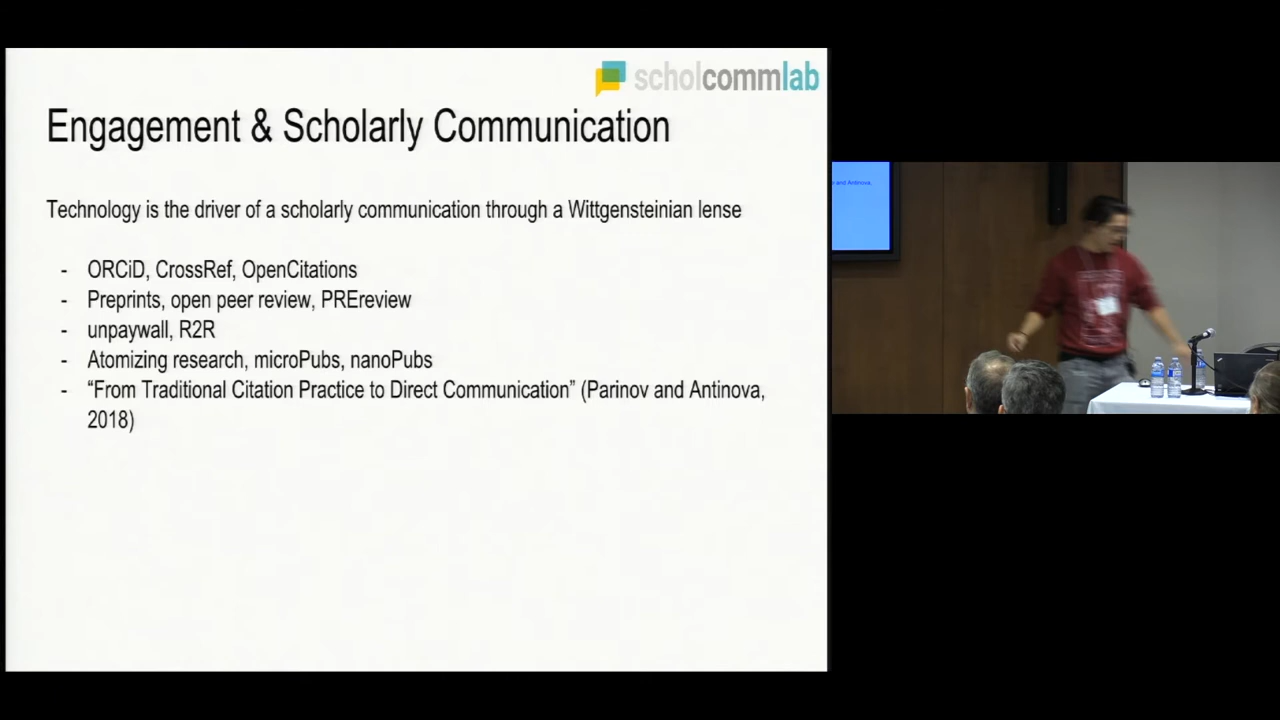 scholcommlab
Engagement & Scholarly Communication
Technology is the driver of a scholarly communication through a Wittgensteinian lense
- ORCiD, CrossRef, OpenCitations
- Preprints, open peer review, PREreview
- unpaywall, R2R
- Atomizing research, microPubs, nanoPubs
- “From Traditional Citation Practice to Direct Communication” (Parinov and Antinova,
2018)
and Antinova,